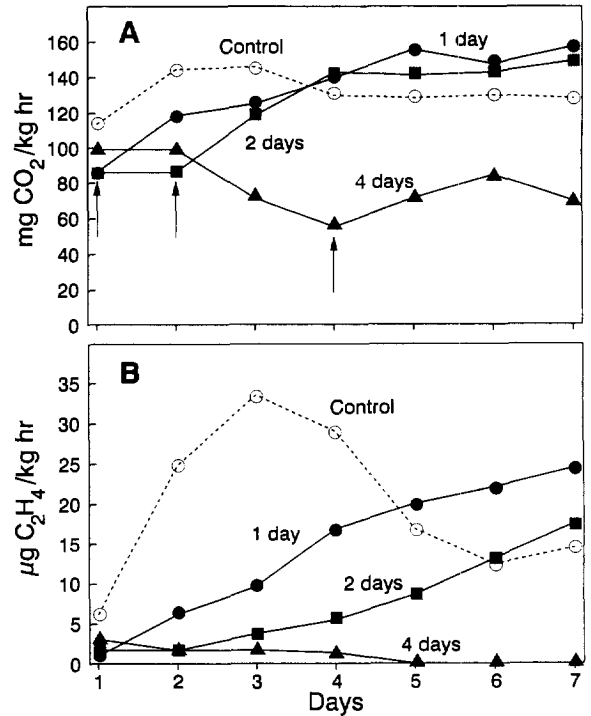 A
160
140
120
100
80
60
40
20
0
mg CO2/kg hr
Control
1 day
2 days
4 days
B
35
30
25
20
15
10
5
0
µg C2H4/kg hr
Control
1 day
2 days
4 days
1 2 3 4 5 6 7
Days